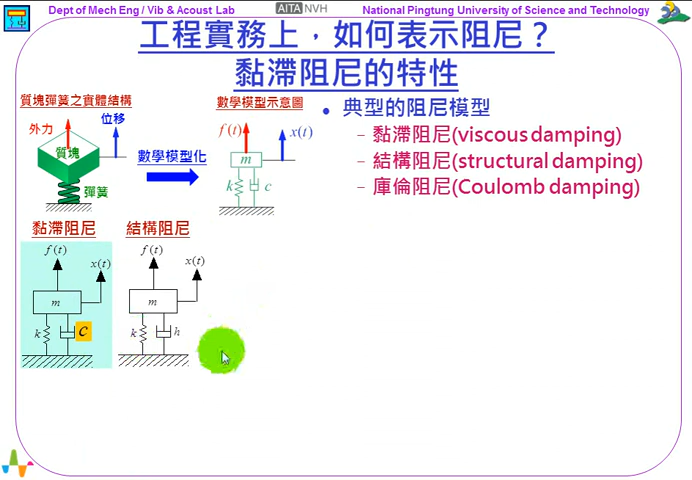 Dept of Mech Eng / Vib & Acoust Lab
AITA NVH
National Pingtung University of Science and Technology
工程實務上，如何表示阻尼？
黏滯阻尼的特性
質塊彈簧之實體結構
外力
位移
質塊
彈簧
數學模型化
數學模型示意圖
f(t)
x(t)
m
k
c
• 典型的阻尼模型
– 黏滯阻尼(viscous damping)
– 結構阻尼(structural damping)
– 庫倫阻尼(Coulomb damping)
黏滯阻尼
f(t)
x(t)
m
k
c
結構阻尼
f(t)
x(t)
m
k
h